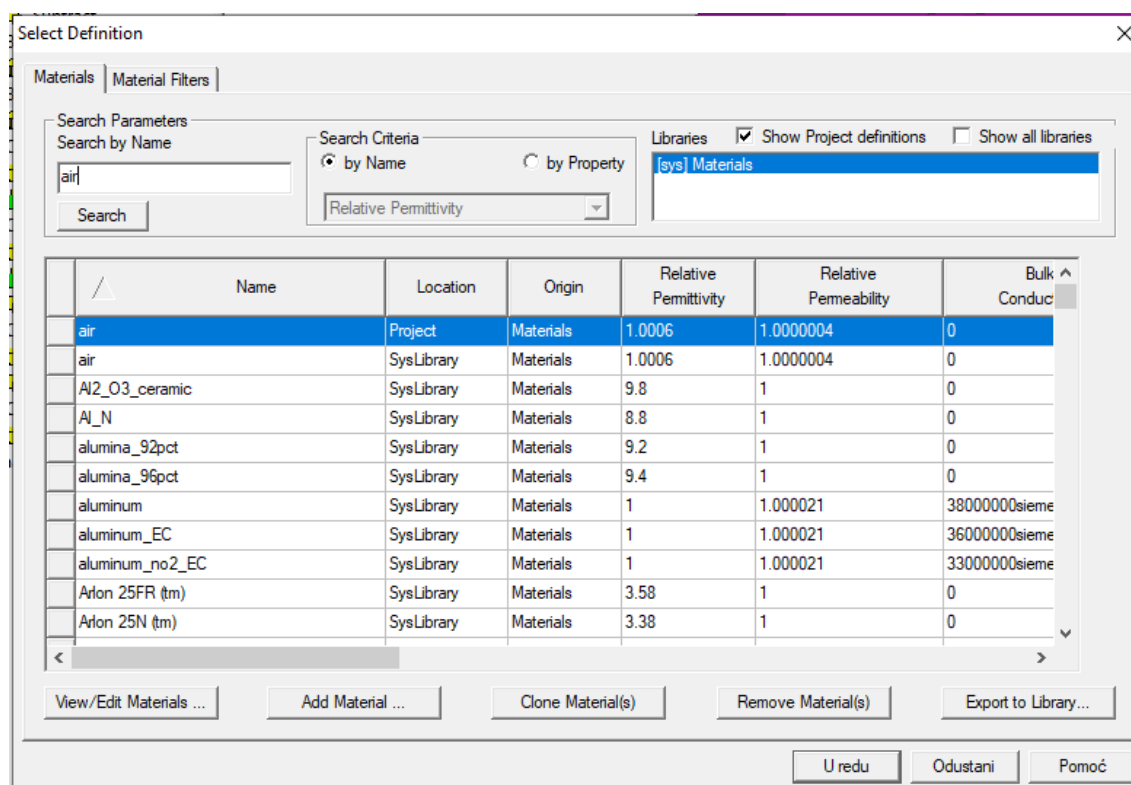 Subtract
Select Definition
Materials
Material Filters
Search Parameters
Search by Name
air
Search
Search Criteria
by Name
by Property
Relative Permittivity
Libraries
Show Project definitions
Show all libraries
[sys] Materials
Name Location Origin Relative Permittivity Relative Permeability Bulk Conduc
air Project Materials 1.0006 1.0000004 0
air SysLibrary Materials 1.0006 1.0000004 0
Al2_O3_ceramic SysLibrary Materials 9.8 1 0
Al_N SysLibrary Materials 8.8 1 0
alumina_92pct SysLibrary Materials 9.2 1 0
alumina_96pct SysLibrary Materials 9.4 1 0
aluminum SysLibrary Materials 1 1.000021 38000000sieme
aluminum_EC SysLibrary Materials 1 1.000021 36000000sieme
aluminum_no2_EC SysLibrary Materials 1 1.000021 33000000sieme
Arlon 25FR (tm) SysLibrary Materials 3.58 1 0
Arlon 25N (tm) SysLibrary Materials 3.38 1 0
View/Edit Materials ...
Add Material ...
Clone Material(s)
Remove Material(s)
Export to Library...
U redu
Odustani
Pomoć